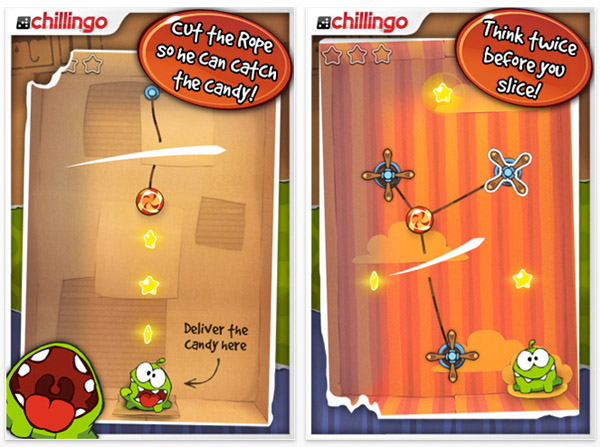 chillingo
Cut the Rope
so he can catch
the candy!
Deliver the
candy here
chillingo
Think twice
before you
slice!